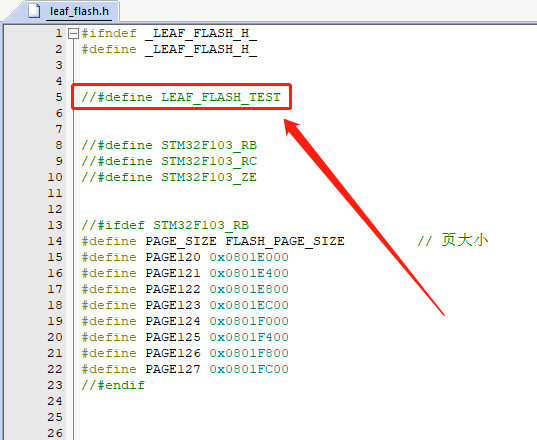 leaf_flash.h
1 #ifndef _LEAF_FLASH_H_
2 #define _LEAF_FLASH_H_
3
4
5 //#define LEAF_FLASH_TEST
6
7
8 //#define STM32F103_RB
9 //#define STM32F103_RC
10 //#define STM32F103_ZE
11
12
13 //#ifdef STM32F103_RB
14 #define PAGE_SIZE FLASH_PAGE_SIZE // 页大小
15 #define PAGE120 0x0801E000
16 #define PAGE121 0x0801E400
17 #define PAGE122 0x0801E800
18 #define PAGE123 0x0801EC00
19 #define PAGE124 0x0801F000
20 #define PAGE125 0x0801F400
21 #define PAGE126 0x0801F800
22 #define PAGE127 0x0801FC00
23 //#endif
24
25
26